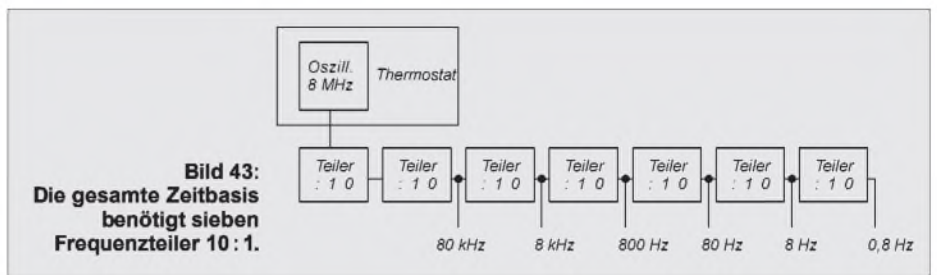 Oszill.
8 MHz
Thermostat
Teiler
: 1 0
Teiler
: 1 0
Teiler
: 1 0
Teiler
: 1 0
Teiler
: 1 0
Teiler
: 1 0
Teiler
: 1 0
80 kHz
8 kHz
800 Hz
80 Hz
8 Hz
0,8 Hz
Bild 43:
Die gesamte Zeitbasis
benötigt sieben
Frequenzteiler 10 : 1.